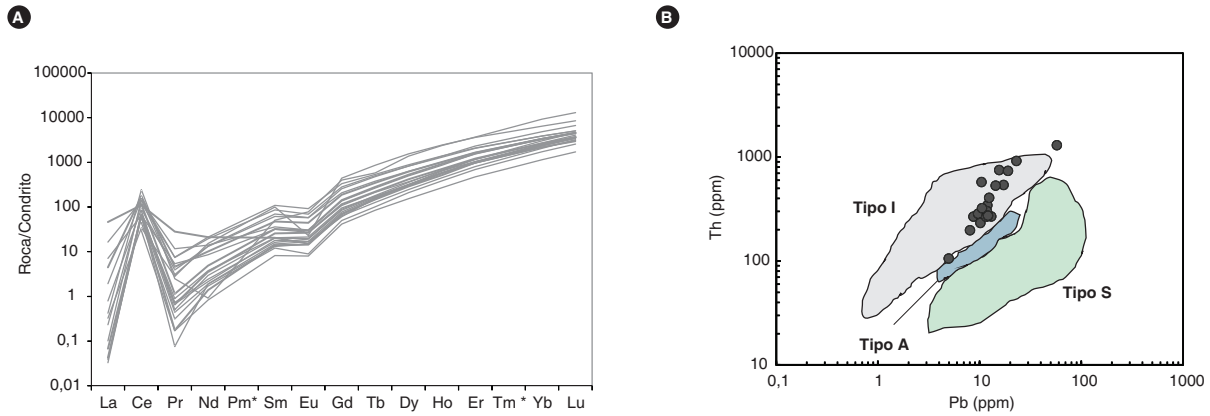 A
100000
10000
1000
100
10
1
0,1
0,01
Roca/Condrito
La Ce Pr Nd Pm* Sm Eu Gd Tb Dy Ho Er Tm * Yb Lu
B
10000
1000
100
10
Th (ppm)
Tipo I
Tipo S
Tipo A
0,1 1 10 100 1000
Pb (ppm)